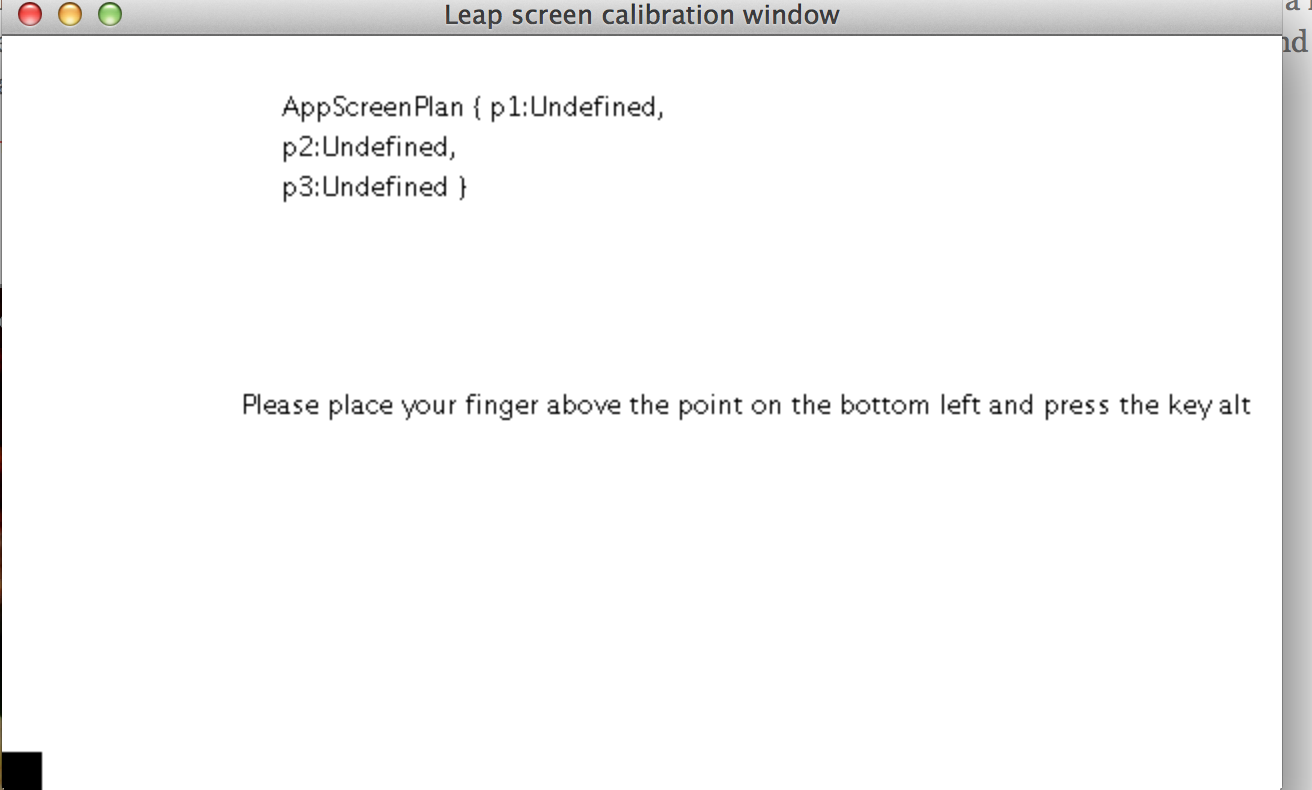 Leap screen calibration window
AppScreenPlan { p1:Undefined,
p2:Undefined,
p3:Undefined }
Please place your finger above the point on the bottom left and press the key alt